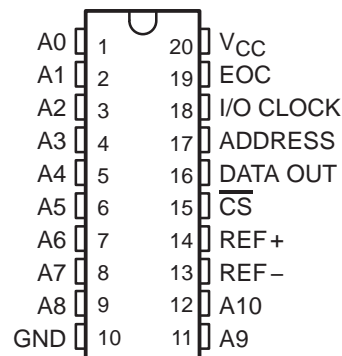 A0 1 20 VCC
A1 2 19 EOC
A2 3 18 I/O CLOCK
A3 4 17 ADDRESS
A4 5 16 DATA OUT
A5 6 15 C̅S̅
A6 7 14 REF+
A7 8 13 REF−
A8 9 12 A10
GND 10 11 A9